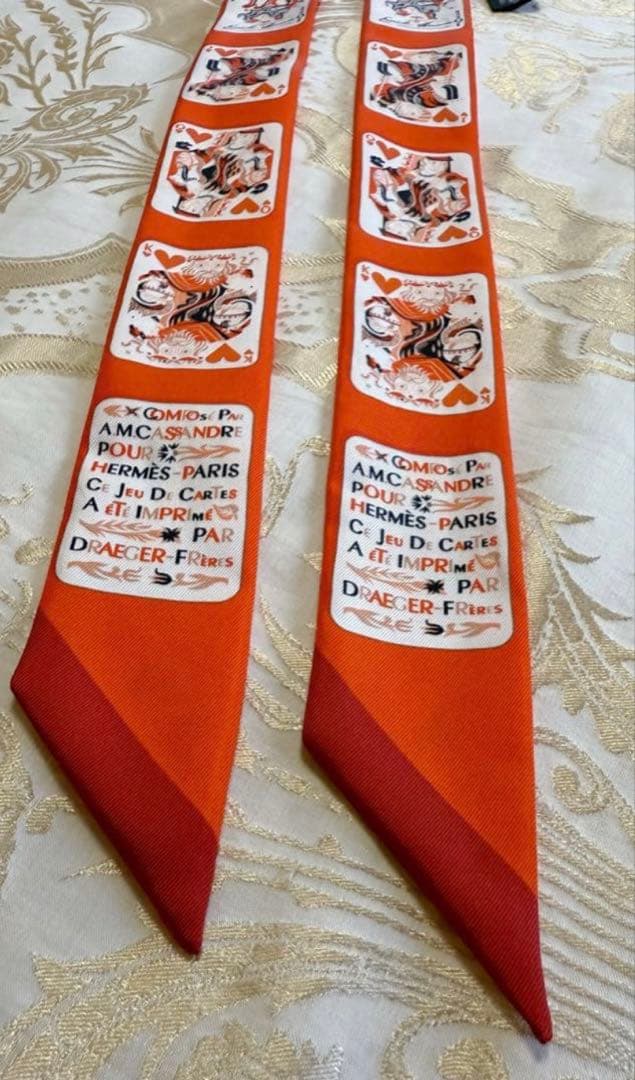 J
Q
Q
K
K
COMPOSÉ PAR
A.M.CASSANDRE
POUR
HERMÈS-PARIS
CE JEU DE CARTES
A ÉTÉ IMPRIMÉ
PAR
DRAEGER-FRÈRES
J
J
Q
Q
K
K
COMPOSÉ PAR
A.M.CASSANDRE
POUR
HERMÈS-PARIS
CE JEU DE CARTES
A ÉTÉ IMPRIMÉ
PAR
DRAEGER-FRÈRES